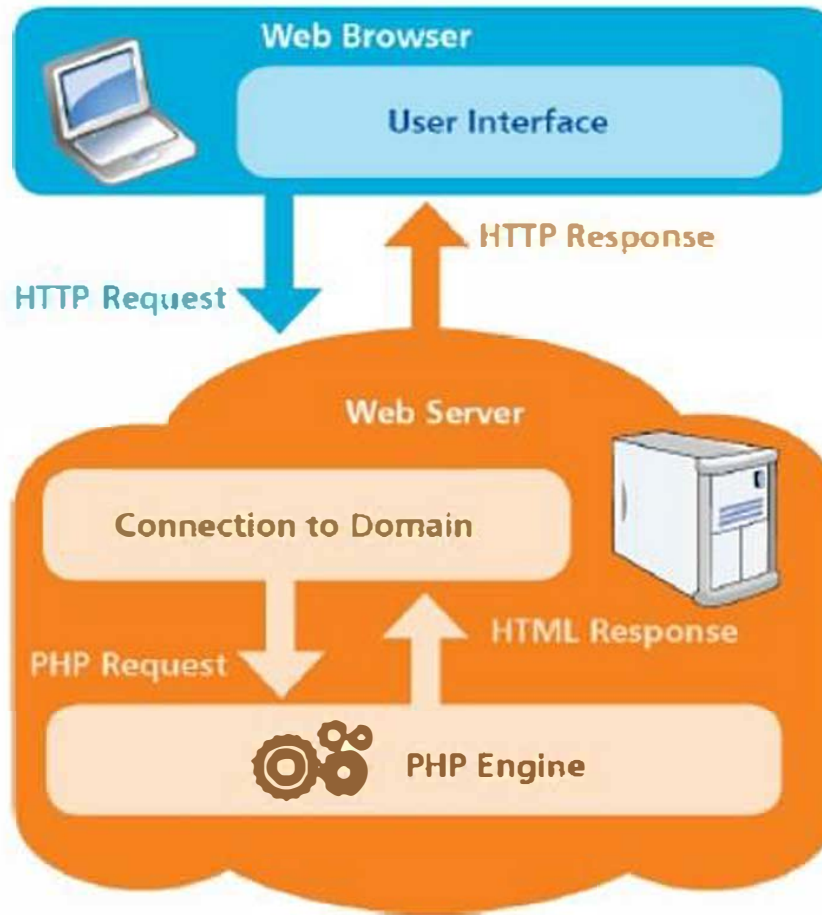 Web Browser
User Interface
HTTP Response
HTTP Request
Web Server
Connection to Domain
HTML Response
PHP Request
PHP Engine